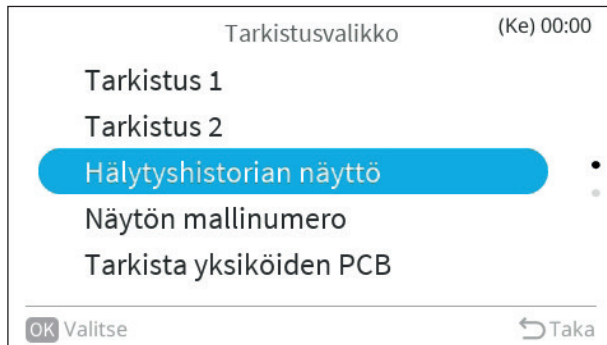 Tarkistusvalikko (Ke) 00:00
Tarkistus 1
Tarkistus 2
Hälytyshistorian näyttö
Näytön mallinumero
Tarkista yksiköiden PCB
OK Valitse Taka